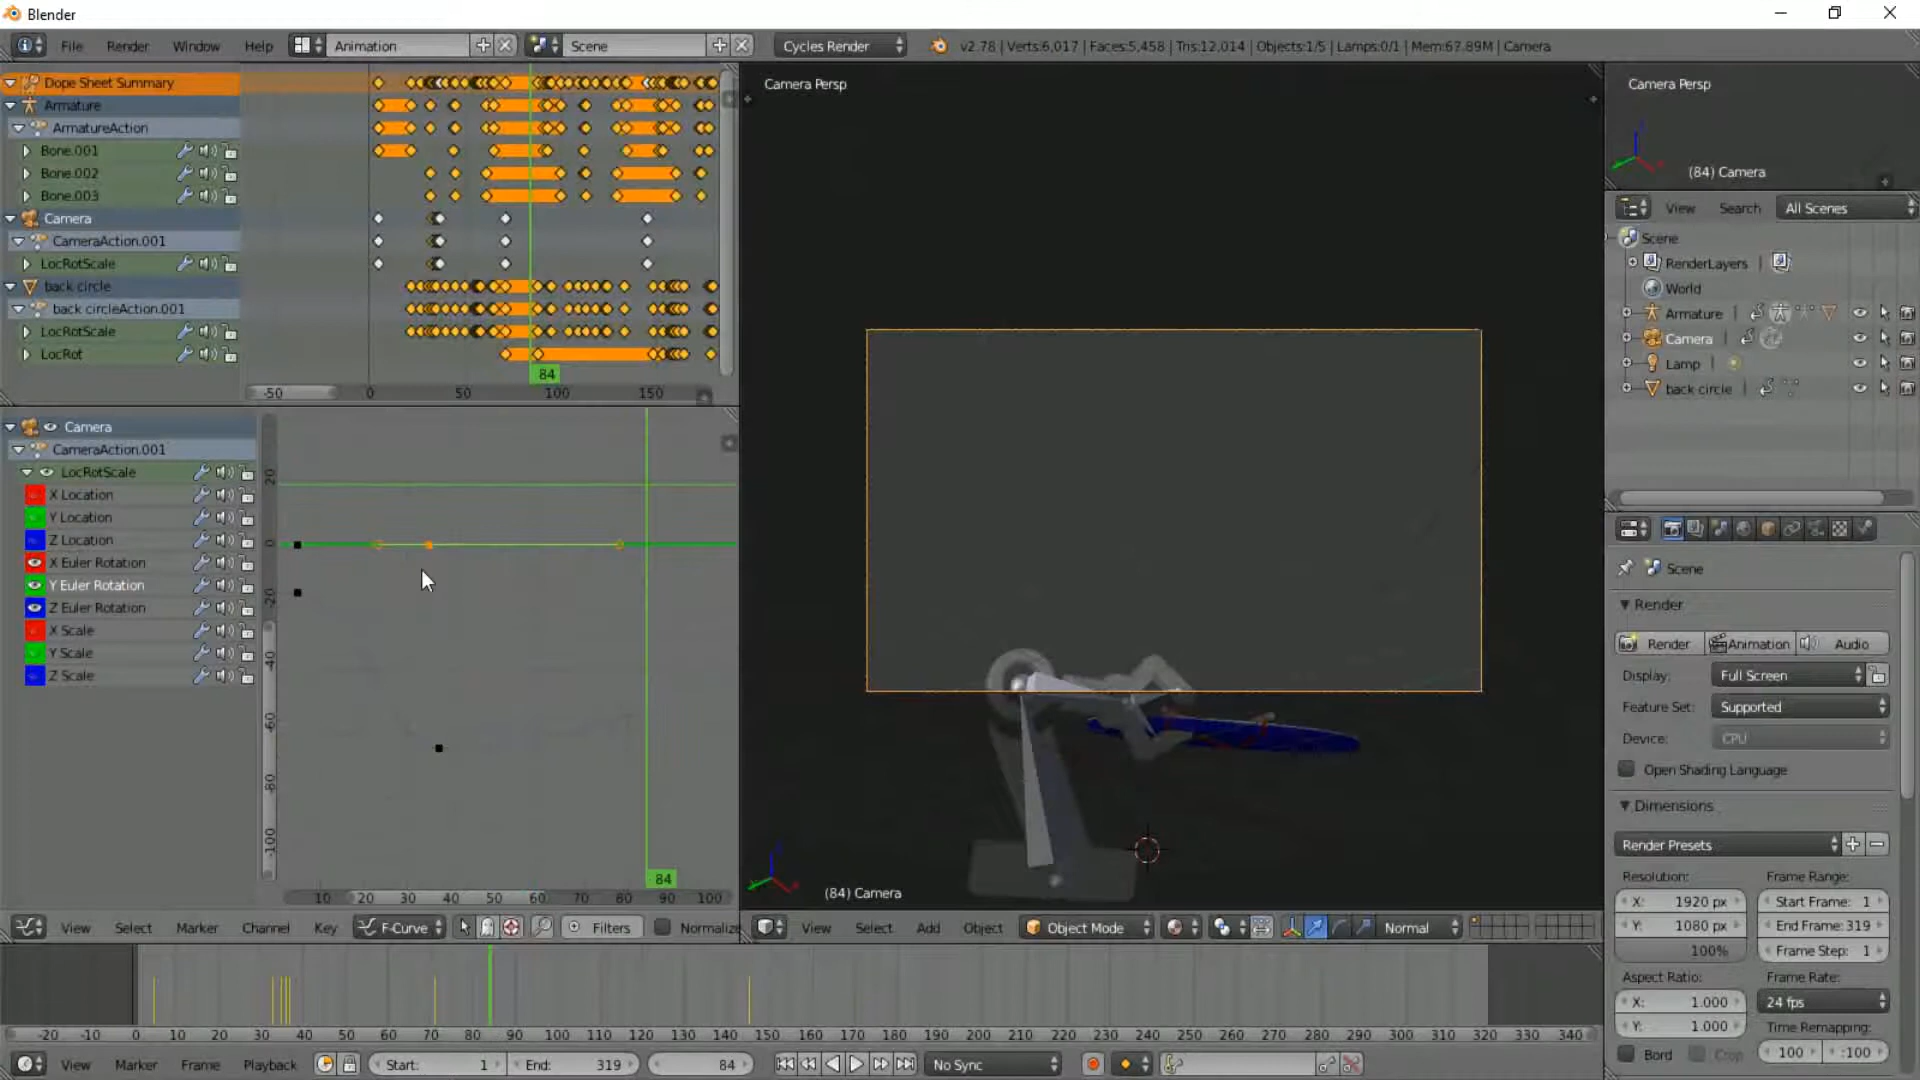 Blender
File Render Window Help Animation Scene Cycles Render v2.78 | Verts:6,017 | Faces:5,458 | Tris:12,014 | Objects:1/5 | Lamps:0/1 | Mem:67.89M | Camera
Dope Sheet Summary
Armature
ArmatureAction
Bone.001
Bone.002
Bone.003
Camera
CameraAction.001
LocRotScale
back circle
back circleAction.001
LocRotScale
LocRot
84
-50 0 50 100 150
Camera
CameraAction.001
LocRotScale
X Location
Y Location
Z Location
X Euler Rotation
Y Euler Rotation
Z Euler Rotation
X Scale
Y Scale
Z Scale
20
0
-20
-40
-60
-80
-100
84
10 20 30 40 50 60 70 80 90 100
View Select Marker Channel Key F-Curve Filters Normalize
Camera Persp
(84) Camera
View Select Add Object Object Mode Normal
Camera Persp
(84) Camera
View Search All Scenes
Scene
RenderLayers
World
Armature
Camera
Lamp
back circle
Scene
Render
Render Animation Audio
Display: Full Screen
Feature Set: Supported
Device: CPU
Open Shading Language
Dimensions
Render Presets
Resolution: Frame Range:
X: 1920 px Start Frame: 1
Y: 1080 px End Frame: 319
100% Frame Step: 1
Aspect Ratio: Frame Rate:
X: 1.000 24 fps
Y: 1.000 Time Remapping:
Bord Crop 100 :100
-20 -10 0 10 20 30 40 50 60 70 80 90 100 110 120 130 140 150 160 170 180 190 200 210 220 230 240 250 260 270 280 290 300 310 320 330 340
View Marker Frame Playback Start: 1 End: 319 84 No Sync